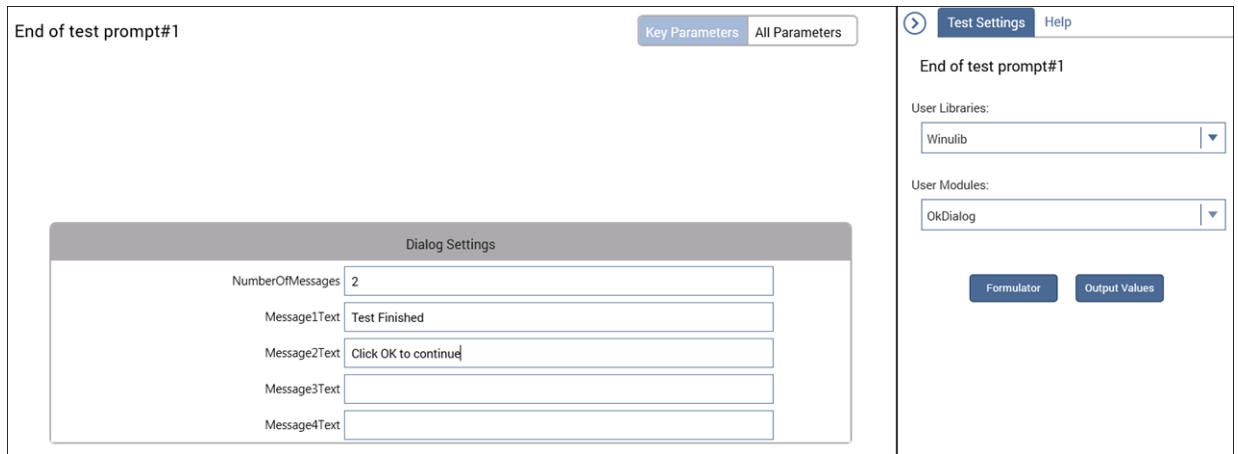 End of test prompt#1
Key Parameters
All Parameters
Dialog Settings
NumberOfMessages 2
Message1Text Test Finished
Message2Text Click OK to continue
Message3Text
Message4Text
Test Settings
Help
End of test prompt#1
User Libraries:
Winulib
User Modules:
OkDialog
Formulator
Output Values